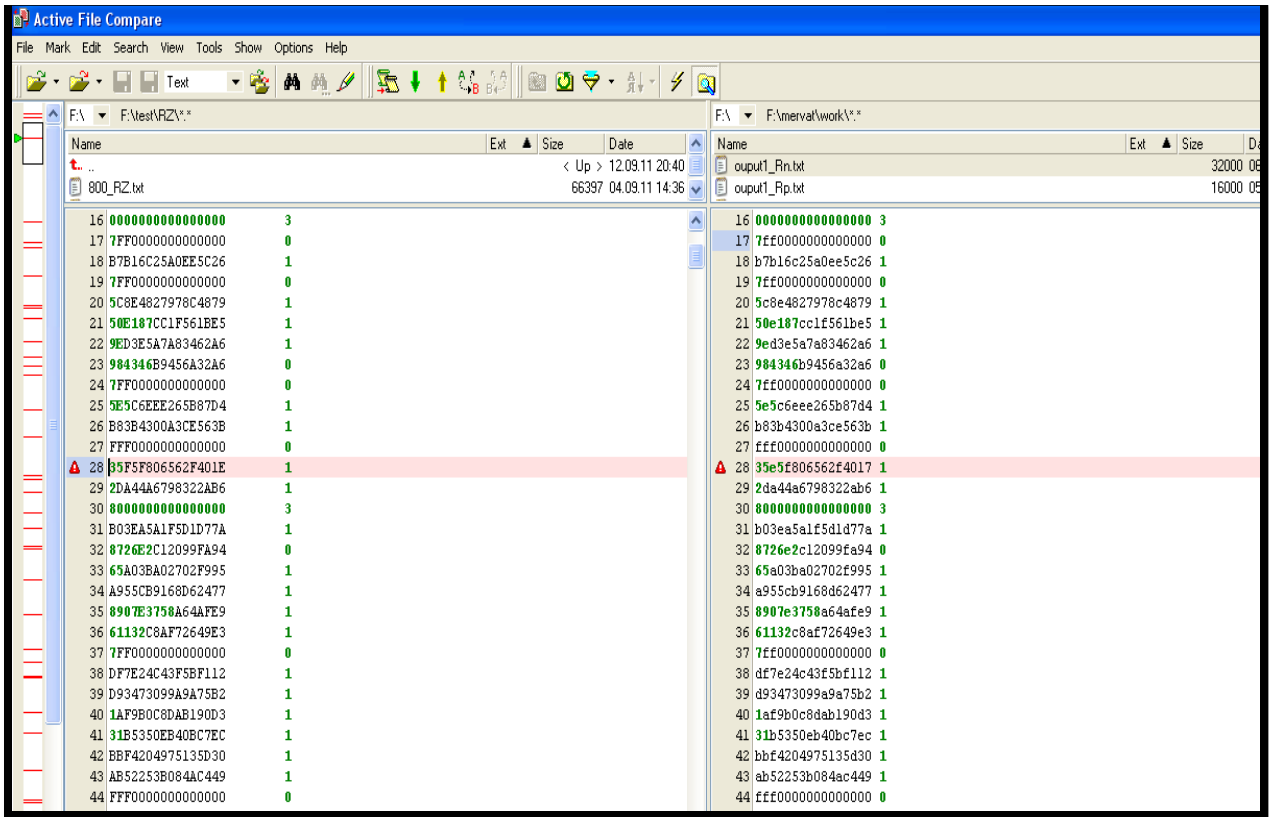 Active File Compare
File Mark Edit Search View Tools Show Options Help
Text
F:\ F:\test\RZ\*.* F:\ F:\mervat\work\*.*
Name Ext Size Date Name Ext Size
.. < Up > 12.09.11 20:40 ouput1_Rn.txt 32000
800_RZ.txt 66397 04.09.11 14:36 ouput1_Rp.txt 16000
16 0000000000000000 3 16 0000000000000000 3
17 7FF0000000000000 0 17 7ff0000000000000 0
18 B7B16C25A0EE5C26 1 18 b7b16c25a0ee5c26 1
19 7FF0000000000000 0 19 7ff0000000000000 0
20 5C8E4827978C4879 1 20 5c8e4827978c4879 1
21 50E187CC1F561BE5 1 21 50e187cc1f561be5 1
22 9ED3E5A7A83462A6 1 22 9ed3e5a7a83462a6 1
23 984346B9456A32A6 0 23 984346b9456a32a6 0
24 7FF0000000000000 0 24 7ff0000000000000 0
25 5E5C6EEE265B87D4 1 25 5e5c6eee265b87d4 1
26 B83B4300A3CE563B 1 26 b83b4300a3ce563b 1
27 FFF0000000000000 0 27 fff0000000000000 0
28 35F5F806562F401E 1 28 35e5f806562f4017 1
29 2DA44A6798322AB6 1 29 2da44a6798322ab6 1
30 8000000000000000 3 30 8000000000000000 3
31 B03EA5A1F5D1D77A 1 31 b03ea5a1f5d1d77a 1
32 8726E2C12099FA94 0 32 8726e2c12099fa94 0
33 65A03BA02702F995 1 33 65a03ba02702f995 1
34 A955CB9168D62477 1 34 a955cb9168d62477 1
35 8907E3758A64AFE9 1 35 8907e3758a64afe9 1
36 61132C8AF72649E3 1 36 61132c8af72649e3 1
37 7FF0000000000000 0 37 7ff0000000000000 0
38 DF7E24C43F5BF112 1 38 df7e24c43f5bf112 1
39 D93473099A9A75B2 1 39 d93473099a9a75b2 1
40 1AF9B0C8DAB190D3 1 40 1af9b0c8dab190d3 1
41 31B5350EB40BC7EC 1 41 31b5350eb40bc7ec 1
42 BBF4204975135D30 1 42 bbf4204975135d30 1
43 AB52253B084AC449 1 43 ab52253b084ac449 1
44 FFF0000000000000 0 44 fff0000000000000 0